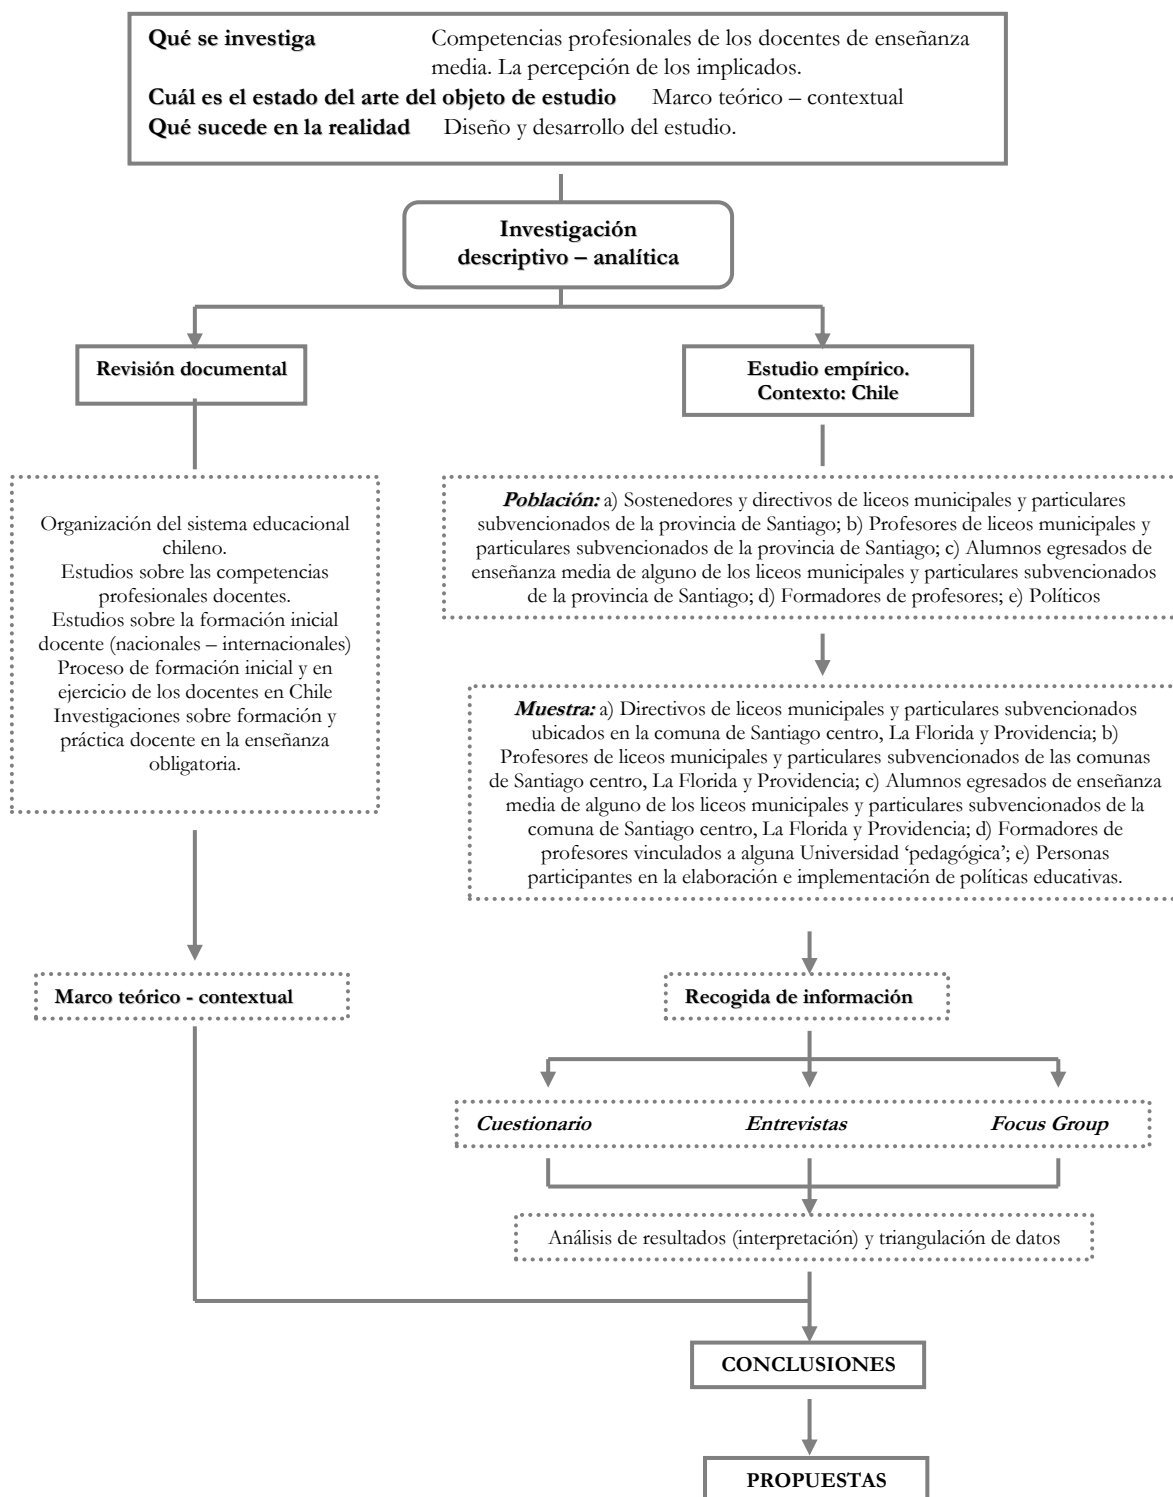 Qué se investiga Competencias profesionales de los docentes de enseñanza
media. La percepción de los implicados.
Cuál es el estado del arte del objeto de estudio Marco teórico – contextual
Qué sucede en la realidad Diseño y desarrollo del estudio.
Investigación
descriptivo – analítica
Revisión documental
Estudio empírico.
Contexto: Chile
Organización del sistema educacional
chileno.
Estudios sobre las competencias
profesionales docentes.
Estudios sobre la formación inicial
docente (nacionales – internacionales)
Proceso de formación inicial y en
ejercicio de los docentes en Chile
Investigaciones sobre formación y
práctica docente en la enseñanza
obligatoria.
Población: a) Sostenedores y directivos de liceos municipales y particulares
subvencionados de la provincia de Santiago; b) Profesores de liceos municipales y
particulares subvencionados de la provincia de Santiago; c) Alumnos egresados de
enseñanza media de alguno de los liceos municipales y particulares subvencionados
de la provincia de Santiago; d) Formadores de profesores; e) Políticos
Muestra: a) Directivos de liceos municipales y particulares subvencionados
ubicados en la comuna de Santiago centro, La Florida y Providencia; b)
Profesores de liceos municipales y particulares subvencionados de las comunas
de Santiago centro, La Florida y Providencia; c) Alumnos egresados de enseñanza
media de alguno de los liceos municipales y particulares subvencionados de la
comuna de Santiago centro, La Florida y Providencia; d) Formadores de
profesores vinculados a alguna Universidad ‘pedagógica’; e) Personas
participantes en la elaboración e implementación de políticas educativas.
Marco teórico - contextual
Recogida de información
Cuestionario Entrevistas Focus Group
Análisis de resultados (interpretación) y triangulación de datos
CONCLUSIONES
PROPUESTAS